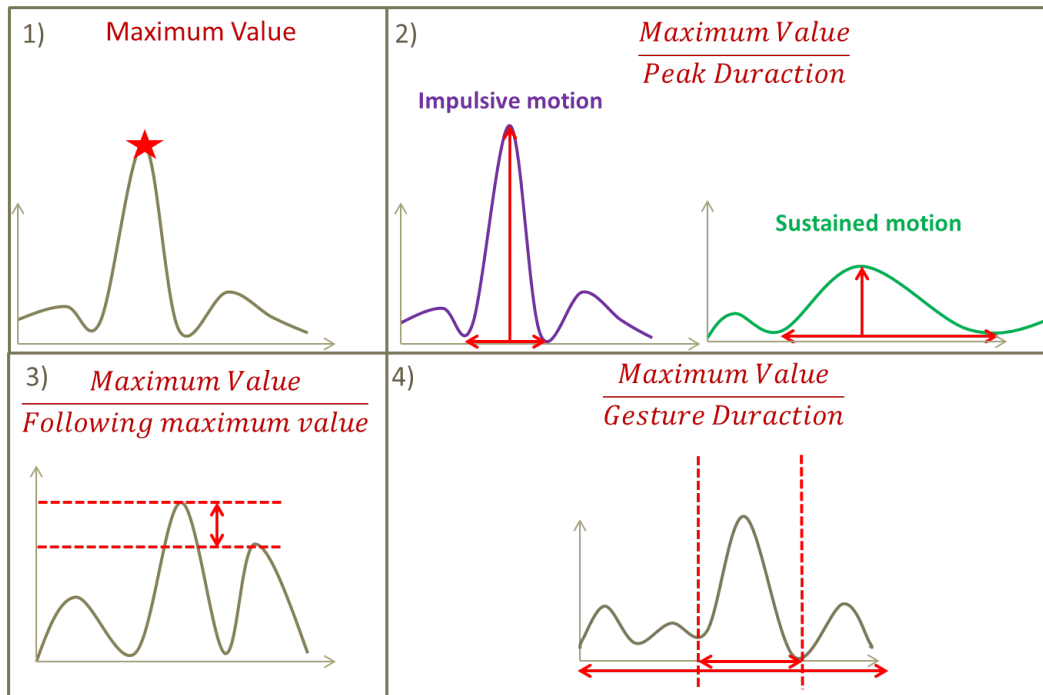 1)
Maximum Value
2)
Maximum Value
Peak Duration
Impulsive motion
Sustained motion
3)
Maximum Value
Following maximum value
4)
Maximum Value
Gesture Duraction